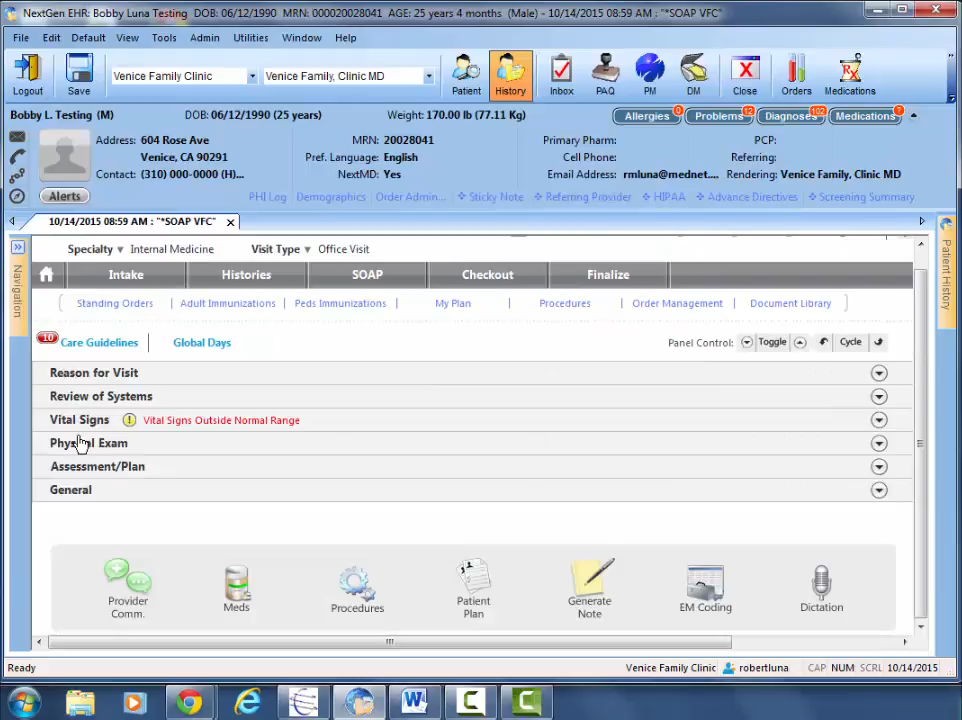 NextGen EHR: Bobby Luna Testing  DOB: 06/12/1990  MRN: 000020028041  AGE: 25 years 4 months  (Male) - 10/14/2015 08:59 AM : "*SOAP VFC"
File Edit Default View Tools Admin Utilities Window Help
Venice Family Clinic Venice Family, Clinic MD
Logout Save Patient History Inbox PAQ PM DM Close Orders Medications
Bobby L. Testing (M) DOB: 06/12/1990 (25 years) Weight: 170.00 lb (77.11 Kg) Allegries 0 Problems 12 Diagnoses 102 Medications ?
Address: 604 Rose Ave MRN: 20028041 Primary Pharm: PCP:
Venice, CA 90291 Pref. Language: English Cell Phone: Referring:
Contact: (310) 000-0000 (H)... NextMD: Yes Email Address: rmluna@mednet.... Rendering: Venice Family, Clinic MD
Alerts PHI Log Demographics Order Admin... Sticky Note Referring Provider HIPAA Advance Directives Screening Summary
10/14/2015 08:59 AM : "*SOAP VFC"
Navigation
Patient History
Specialty Internal Medicine Visit Type Office Visit
Intake Histories SOAP Checkout Finalize
Standing Orders Adult Immunizations Peds Immunizations My Plan Procedures Order Management Document Library
10 Care Guidelines Global Days Panel Control: Toggle Cycle
Reason for Visit
Review of Systems
Vital Signs Vital Signs Outside Normal Range
Physical Exam
Assessment/Plan
General
Provider Comm. Meds Procedures Patient Plan Generate Note EM Coding Dictation
Ready Venice Family Clinic robertluna CAP NUM SCRL 10/14/2015